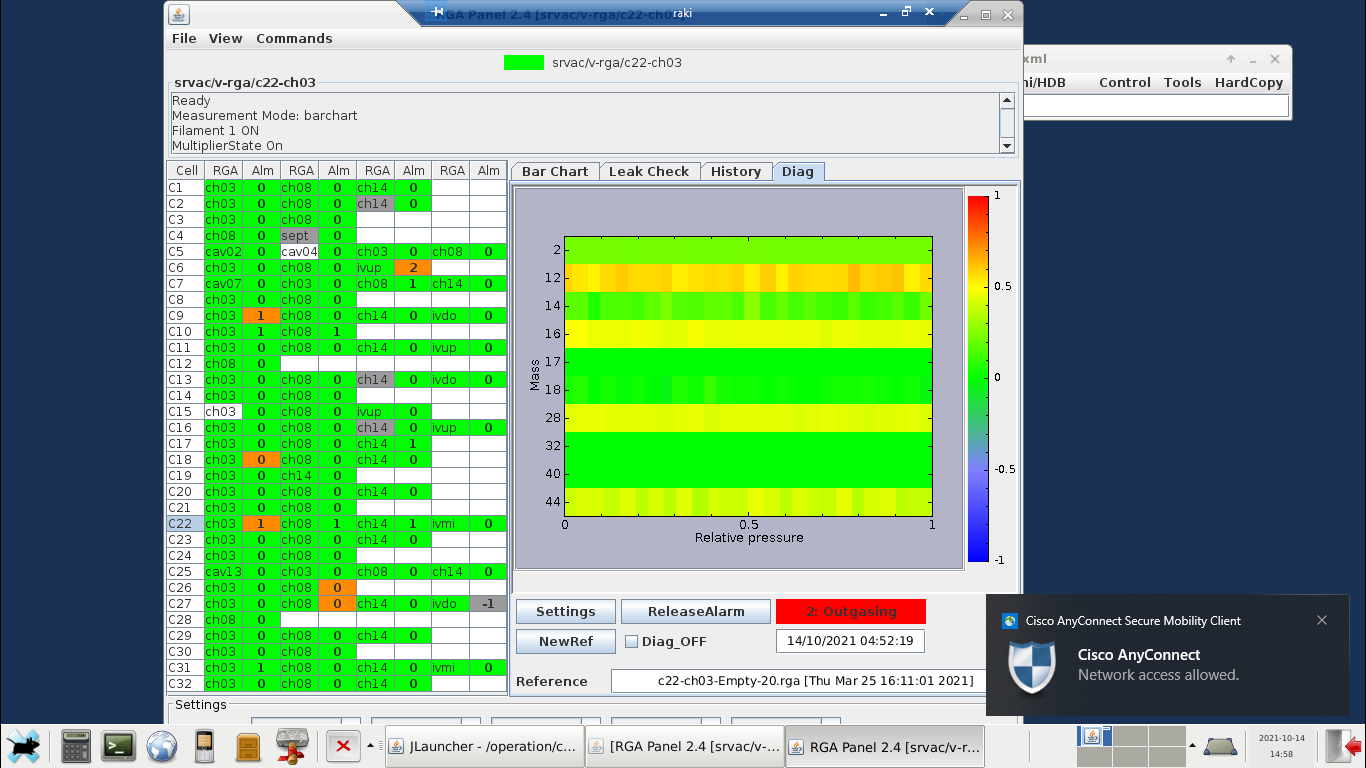 RGA Panel 2.4 [srvac/v-rga/c22-ch03]
raki
File View Commands
srvac/v-rga/c22-ch03
srvac/v-rga/c22-ch03
Ready
Measurement Mode: barchart
Filament 1 ON
MultiplierState On
Cell RGA Alm RGA Alm RGA Alm RGA Alm
C1 ch03 0 ch08 0 ch14 0
C2 ch03 0 ch08 0 ch14 0
C3 ch03 0 ch08 0
C4 ch08 0 sept 0
C5 cav02 0 cav04 0 ch03 0 ch08 0
C6 ch03 0 ch08 0 ivup 2
C7 cav07 0 ch03 0 ch08 1 ch14 0
C8 ch03 0 ch08 0
C9 ch03 1 ch08 0 ch14 0 ivdo 0
C10 ch03 1 ch08 1
C11 ch03 0 ch08 0 ch14 0 ivup 0
C12 ch08 0
C13 ch03 0 ch08 0 ch14 0 ivdo 0
C14 ch03 0 ch08 0
C15 ch03 0 ch08 0 ivup 0
C16 ch03 0 ch08 0 ch14 0 ivup 0
C17 ch03 0 ch08 0 ch14 1
C18 ch03 0 ch08 0 ch14 0
C19 ch03 0 ch14 0
C20 ch03 0 ch08 0 ch14 0
C21 ch03 0 ch08 0
C22 ch03 1 ch08 1 ch14 1 ivmi 0
C23 ch03 0 ch08 0 ch14 0
C24 ch03 0 ch08 0
C25 cav13 0 ch03 0 ch08 0 ch14 0
C26 ch03 0 ch08 0
C27 ch03 0 ch08 0 ch14 0 ivdo -1
C28 ch08 0
C29 ch03 0 ch08 0 ch14 0
C30 ch03 0 ch08 0
C31 ch03 1 ch08 0 ch14 0 ivmi 0
C32 ch03 0 ch08 0 ch14 0
Settings
Bar Chart Leak Check History Diag
Mass
2
12
14
16
17
18
28
32
40
44
0 0.5 1
Relative pressure
1
0.5
0
-0.5
-1
Settings ReleaseAlarm 2: Outgasing
NewRef Diag_OFF 14/10/2021 04:52:19
Reference c22-ch03-Empty-20.rga [Thu Mar 25 16:11:01 2021]
xml
ni/HDB Control Tools HardCopy
Cisco AnyConnect Secure Mobility Client
Cisco AnyConnect
Network access allowed.
JLauncher - /operation/c...
[RGA Panel 2.4 [srvac/v-...
RGA Panel 2.4 [srvac/v-r...
2021-10-14
14:58